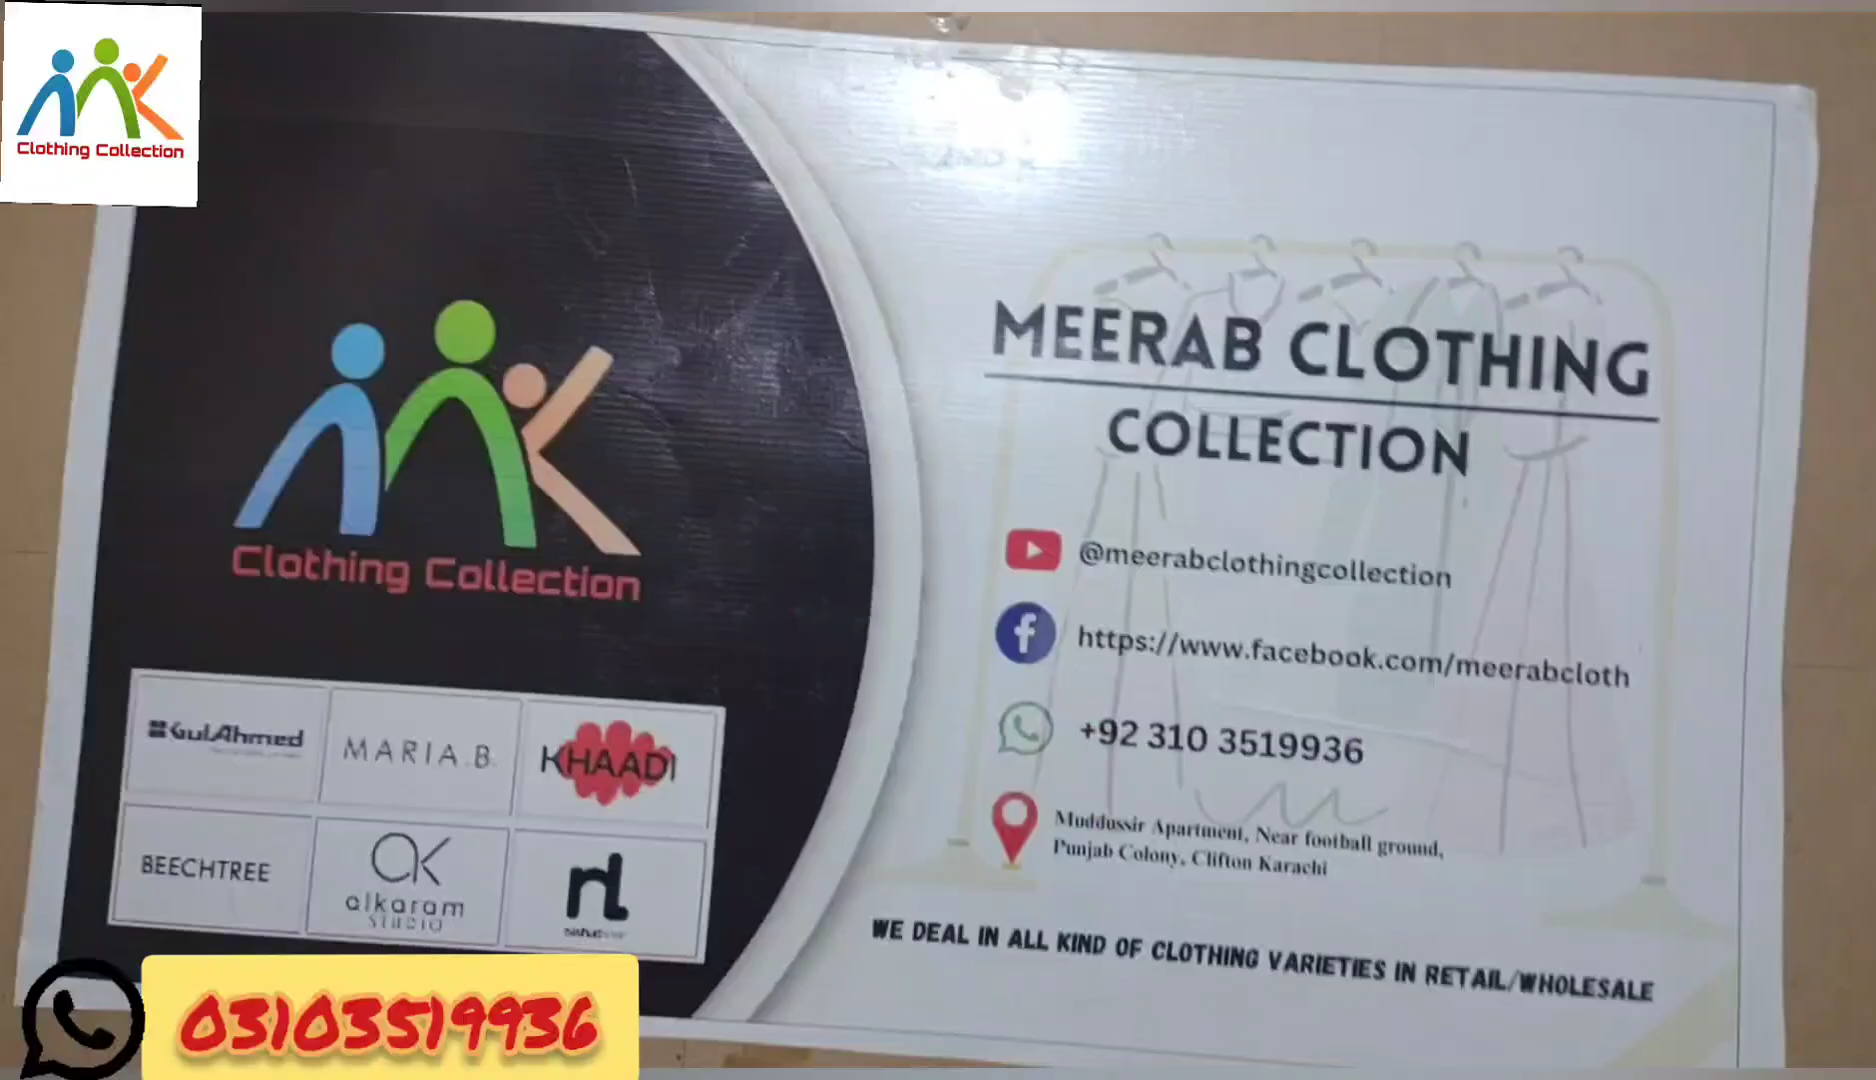 Clothing Collection
Clothing Collection
GulAhmed
MARIA.B.
KHAADI
BEECHTREE
alkaram
STUDIO
nl
MEERAB CLOTHING
COLLECTION
@meerabclothingcollection
https://www.facebook.com/meerabcloth
+92 310 3519936
Muddussir Apartment, Near football ground,
Punjab Colony, Clifton Karachi
WE DEAL IN ALL KIND OF CLOTHING VARIETIES IN RETAIL/WHOLESALE
03103519936